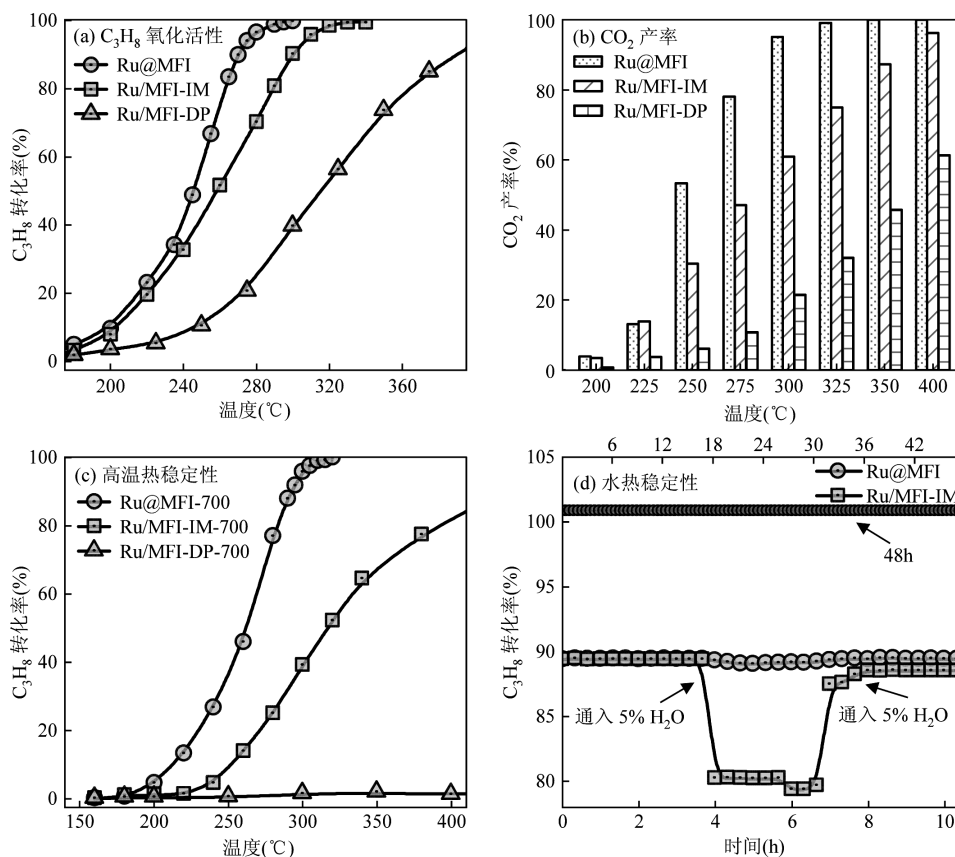 (a) C₃H₈ 氧化活性
Ru@MFI
Ru/MFI-IM
Ru/MFI-DP
C₃H₈ 转化率(%)
100
80
60
40
20
0
200 240 280 320 360
温度(℃)
(b) CO₂ 产率
Ru@MFI
Ru/MFI-IM
Ru/MFI-DP
CO₂ 产率(%)
100
80
60
40
20
0
200 225 250 275 300 325 350 400
温度(℃)
(c) 高温热稳定性
Ru@MFI-700
Ru/MFI-IM-700
Ru/MFI-DP-700
C₃H₈ 转化率(%)
100
80
60
40
20
0
150 200 250 300 350 400
温度(℃)
6 12 18 24 30 36 42
(d) 水热稳定性
Ru@MFI
Ru/MFI-IM
48h
通入 5% H₂O
通入 5% H₂O
C₃H₈ 转化率(%)
105
100
95
90
85
80
0 2 4 6 8 10
时间(h)